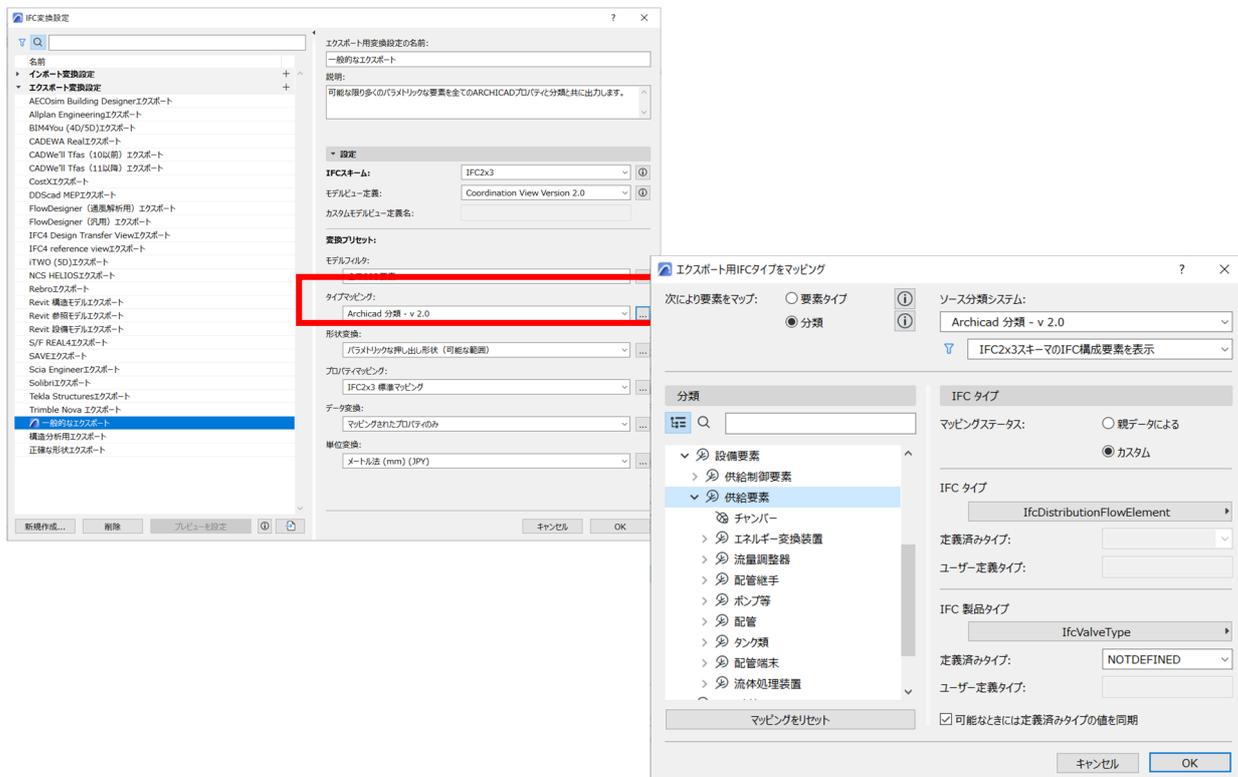 IFC変換設定
名前
インポート変換設定
エクスポート変換設定
AECOsim Building Designerエクスポート
Allplan Engineeringエクスポート
BIM4You (4D/5D)エクスポート
CADEWA Realエクスポート
CADWe'll Tfas（10以前）エクスポート
CADWe'll Tfas（11以降）エクスポート
CostXエクスポート
DDScad MEPエクスポート
FlowDesigner（通風解析用）エクスポート
FlowDesigner（汎用）エクスポート
IFC4 Design Transfer Viewエクスポート
IFC4 reference viewエクスポート
iTWO (5D)エクスポート
NCS HELIOSエクスポート
Rebroエクスポート
Revit 構造モデルエクスポート
Revit 参照モデルエクスポート
Revit 設備モデルエクスポート
S/F REAL4エクスポート
SAVEエクスポート
Scia Engineerエクスポート
Solibriエクスポート
Tekla Structuresエクスポート
Trimble Nova エクスポート
一般的なエクスポート
構造分析用エクスポート
正確な形状エクスポート
新規作成...
削除
プレビューを設定
エクスポート用変換設定の名前:
一般的なエクスポート
説明:
可能な限り多くのパラメトリックな要素を全てのARCHICADプロパティと分類と共に出力します。
設定
IFCスキーム: IFC2x3
モデルビュー定義: Coordination View Version 2.0
カスタムモデルビュー定義名:
変換プリセット:
モデルフィルタ:
タイプマッピング:
Archicad 分類 - v 2.0
...
形状変換:
パラメトリックな押し出し形状（可能な範囲）
...
プロパティマッピング:
IFC2x3 標準マッピング
...
データ変換:
マッピングされたプロパティのみ
...
単位変換:
メートル法 (mm) (JPY)
...
キャンセル
OK
エクスポート用IFCタイプをマッピング
次により要素をマップ: 要素タイプ
分類
ソース分類システム:
Archicad 分類 - v 2.0
IFC2x3スキーマのIFC構成要素を表示
分類
設備要素
供給制御要素
供給要素
チャンバー
エネルギー変換装置
流量調整器
配管継手
ポンプ等
配管
タンク類
配管端末
流体処理装置
マッピングをリセット
IFC タイプ
マッピングステータス: 親データによる
カスタム
IFC タイプ
IfcDistributionFlowElement
定義済みタイプ:
ユーザー定義タイプ:
IFC 製品タイプ
IfcValveType
定義済みタイプ: NOTDEFINED
ユーザー定義タイプ:
可能なときには定義済みタイプの値を同期
キャンセル
OK